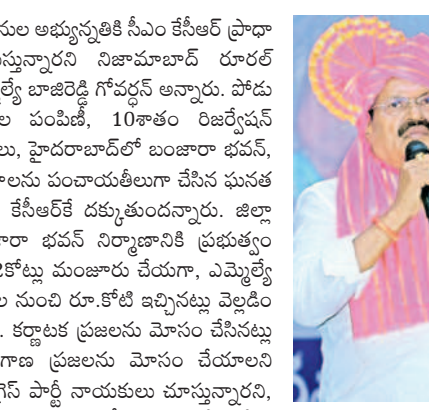 నుల అభ్యున్నతికి సీఎం కేసీఆర్ ప్రాధా
స్తున్నారని నిజామాబాద్ రూరల్
ల్యే బాజిరెడ్డి గోవర్ధన్ అన్నారు. పోడు
ల పంపిణీ, 10శాతం రిజర్వేషన్
లు, హైదరాబాద్‌లో బంజారా భవన్,
ాలను పంచాయతీలుగా చేసిన ఘనత
కేసీఆర్‌కే దక్కుతుందన్నారు. జిల్లా
ారా భవన్ నిర్మాణానికి ప్రభుత్వం
2కోట్లు మంజూరు చేయగా, ఎమ్మెల్యే
ల నుంచి రూ.కోటి ఇచ్చినట్లు వెల్లడిం
. కర్ణాటక ప్రజలను మోసం చేసినట్లు
గాణ ప్రజలను మోసం చేయాలని
గ్రెస్ పార్టీ నాయకులు చూస్తున్నారని,